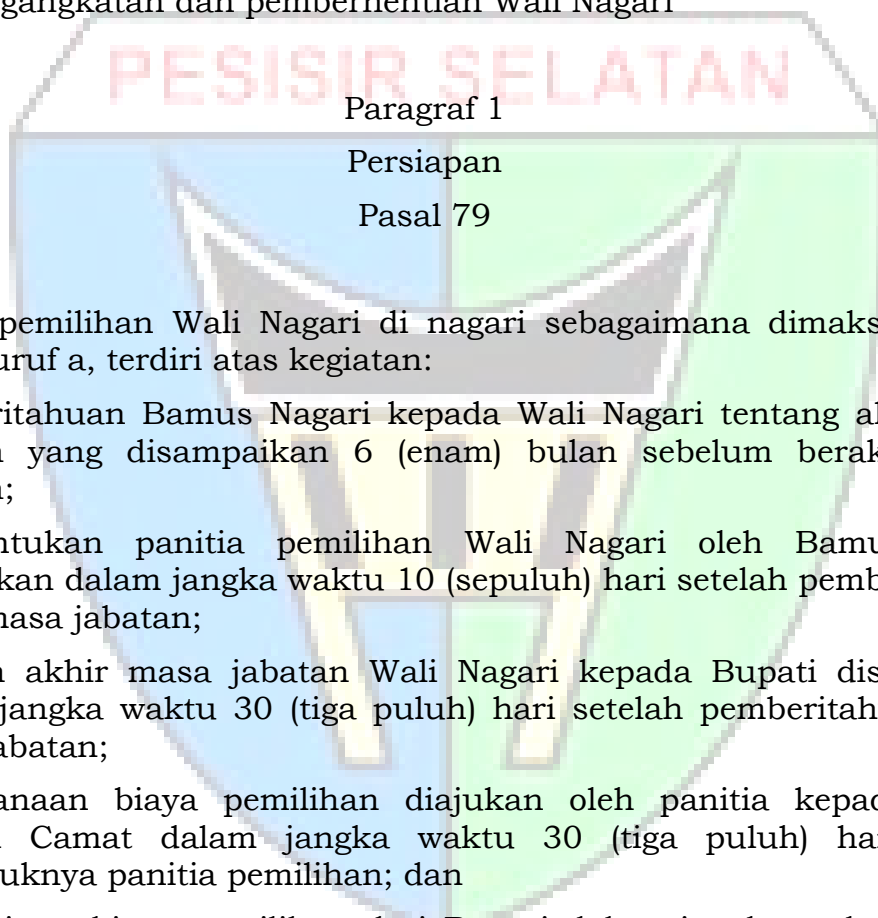 gangkatan dan pemberhentian Wali Nagari
PESISIR SELATAN
Paragraf 1
Persiapan
Pasal 79
pemilihan Wali Nagari di nagari sebagaimana dimaks
uruf a, terdiri atas kegiatan:
ritahuan Bamus Nagari kepada Wali Nagari tentang
yang disampaikan 6 (enam) bulan sebelum berak
ntukan panitia pemilihan Wali Nagari oleh Bamu
kan dalam jangka waktu 10 (sepuluh) hari setelah pemb
masa jabatan;
akhir masa jabatan Wali Nagari kepada Bupati dis
jangka waktu 30 (tiga puluh) hari setelah pemberitah
abatan;
anaan biaya pemilihan diajukan oleh panitia kepad
Camat dalam jangka waktu 30 (tiga puluh) ha
uknya panitia pemilihan; dan